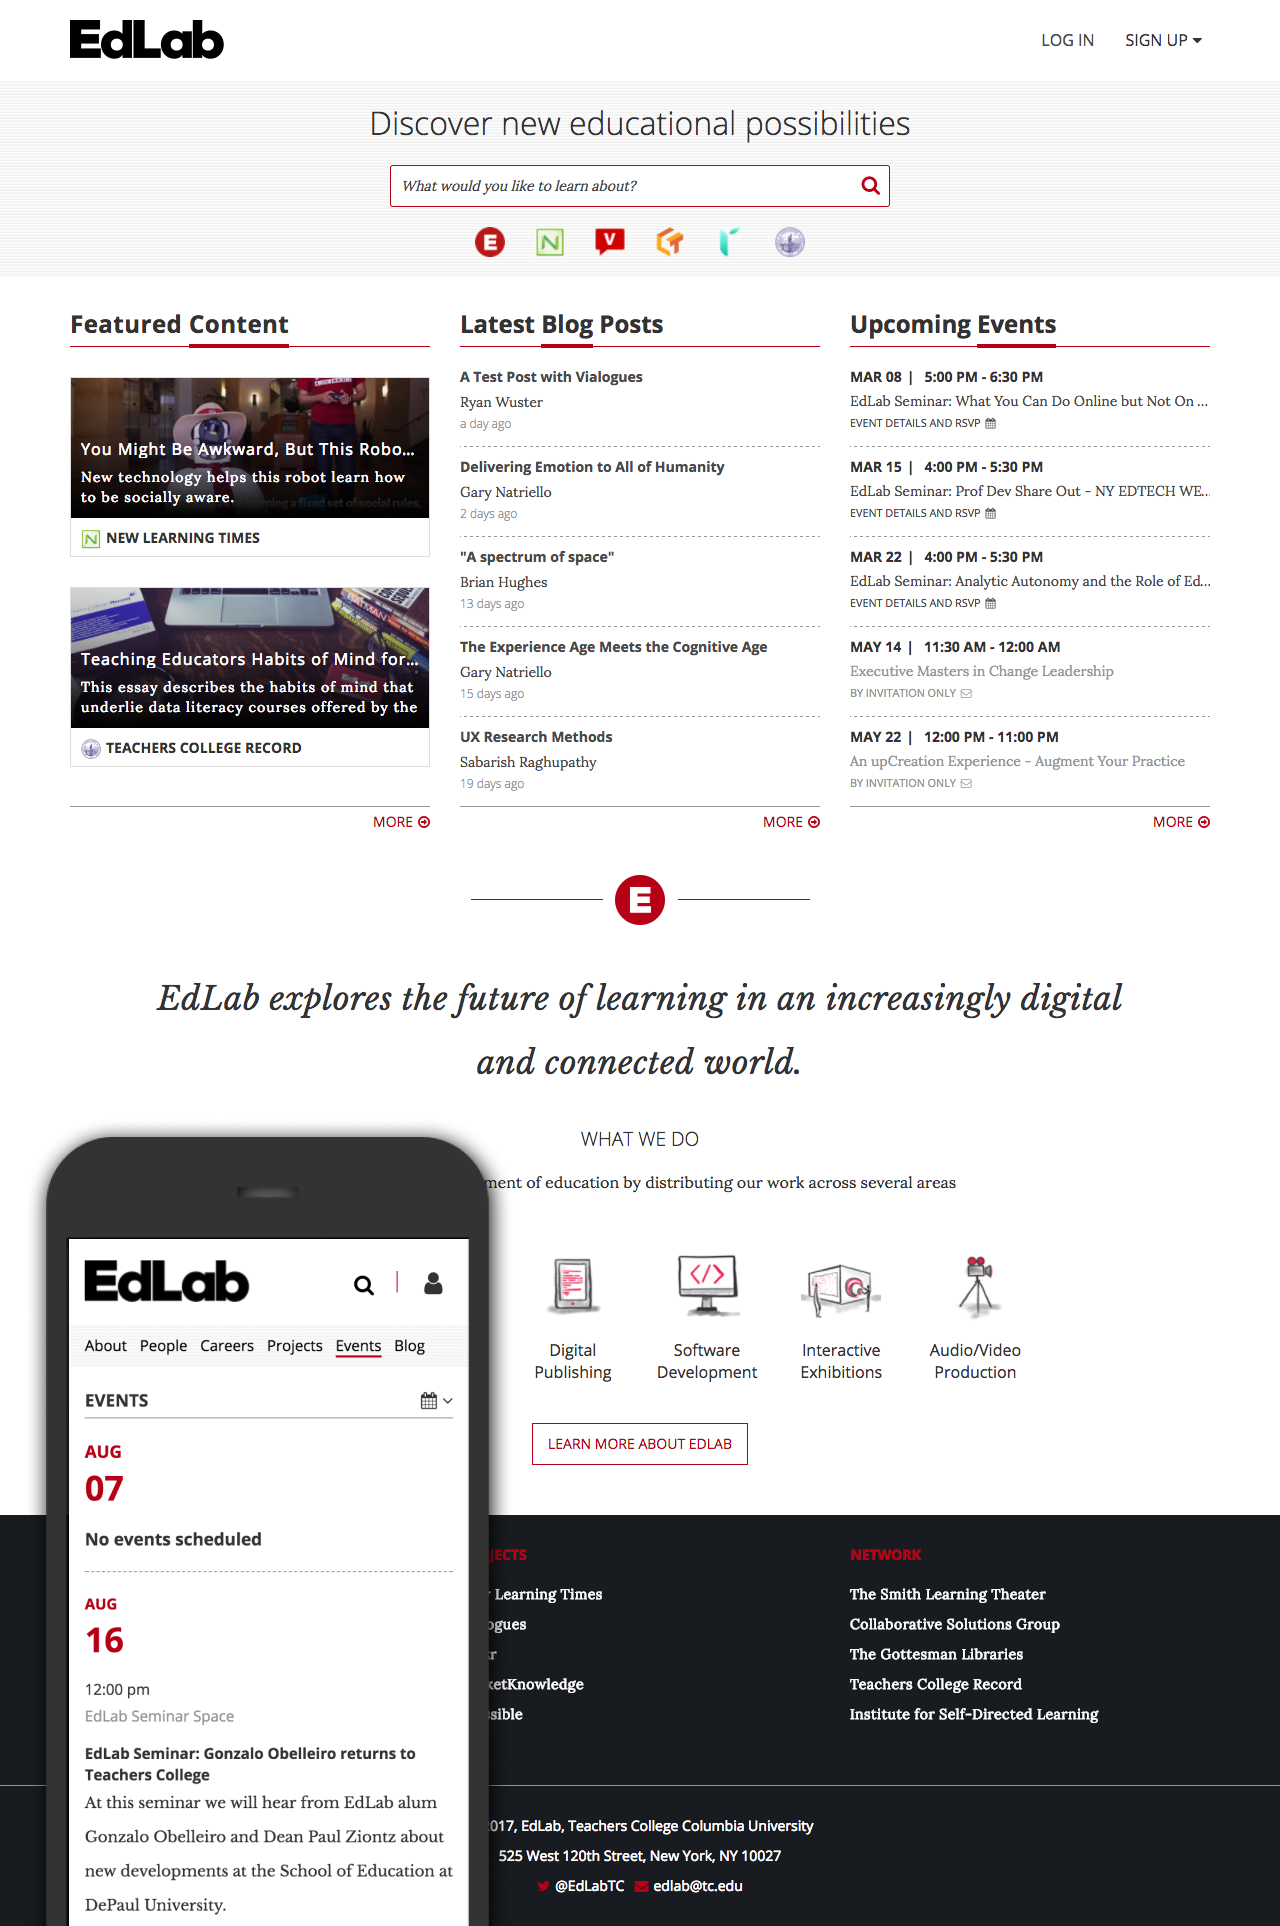 EdLab
LOG IN
SIGN UP
Discover new educational possibilities
What would you like to learn about?
E
N
V
Featured Content
You Might Be Awkward, But This Robo...
New technology helps this robot learn how
to be socially aware.
N
NEW LEARNING TIMES
Teaching Educators Habits of Mind for...
This essay describes the habits of mind that
underlie data literacy courses offered by the
TEACHERS COLLEGE RECORD
MORE
Latest Blog Posts
A Test Post with Vialogues
Ryan Wuster
a day ago
Delivering Emotion to All of Humanity
Gary Natriello
2 days ago
"A spectrum of space"
Brian Hughes
13 days ago
The Experience Age Meets the Cognitive Age
Gary Natriello
15 days ago
UX Research Methods
Sabarish Raghupathy
19 days ago
MORE
Upcoming Events
MAR 08 | 5:00 PM - 6:30 PM
EdLab Seminar: What You Can Do Online but Not On ...
EVENT DETAILS AND RSVP
MAR 15 | 4:00 PM - 5:30 PM
EdLab Seminar: Prof Dev Share Out - NY EDTECH WE...
EVENT DETAILS AND RSVP
MAR 22 | 4:00 PM - 5:30 PM
EdLab Seminar: Analytic Autonomy and the Role of Ed...
EVENT DETAILS AND RSVP
MAY 14 | 11:30 AM - 12:00 AM
Executive Masters in Change Leadership
BY INVITATION ONLY
MAY 22 | 12:00 PM - 11:00 PM
An upCreation Experience - Augment Your Practice
BY INVITATION ONLY
MORE
E
EdLab explores the future of learning in an increasingly digital
and connected world.
WHAT WE DO
ment of education by distributing our work across several areas
</>
Digital
Publishing
Software
Development
Interactive
Exhibitions
Audio/Video
Production
LEARN MORE ABOUT EDLAB
EdLab
About People Careers Projects Events Blog
EVENTS
AUG
07
No events scheduled
AUG
16
12:00 pm
EdLab Seminar Space
EdLab Seminar: Gonzalo Obelleiro returns to
Teachers College
At this seminar we will hear from EdLab alum
Gonzalo Obelleiro and Dean Paul Ziontz about
new developments at the School of Education at
DePaul University.
JECTS
Learning Times
ogues
r
ketKnowledge
ssible
NETWORK
The Smith Learning Theater
Collaborative Solutions Group
The Gottesman Libraries
Teachers College Record
Institute for Self-Directed Learning
2017, EdLab, Teachers College Columbia University
525 West 120th Street, New York, NY 10027
@EdLabTC edlab@tc.edu